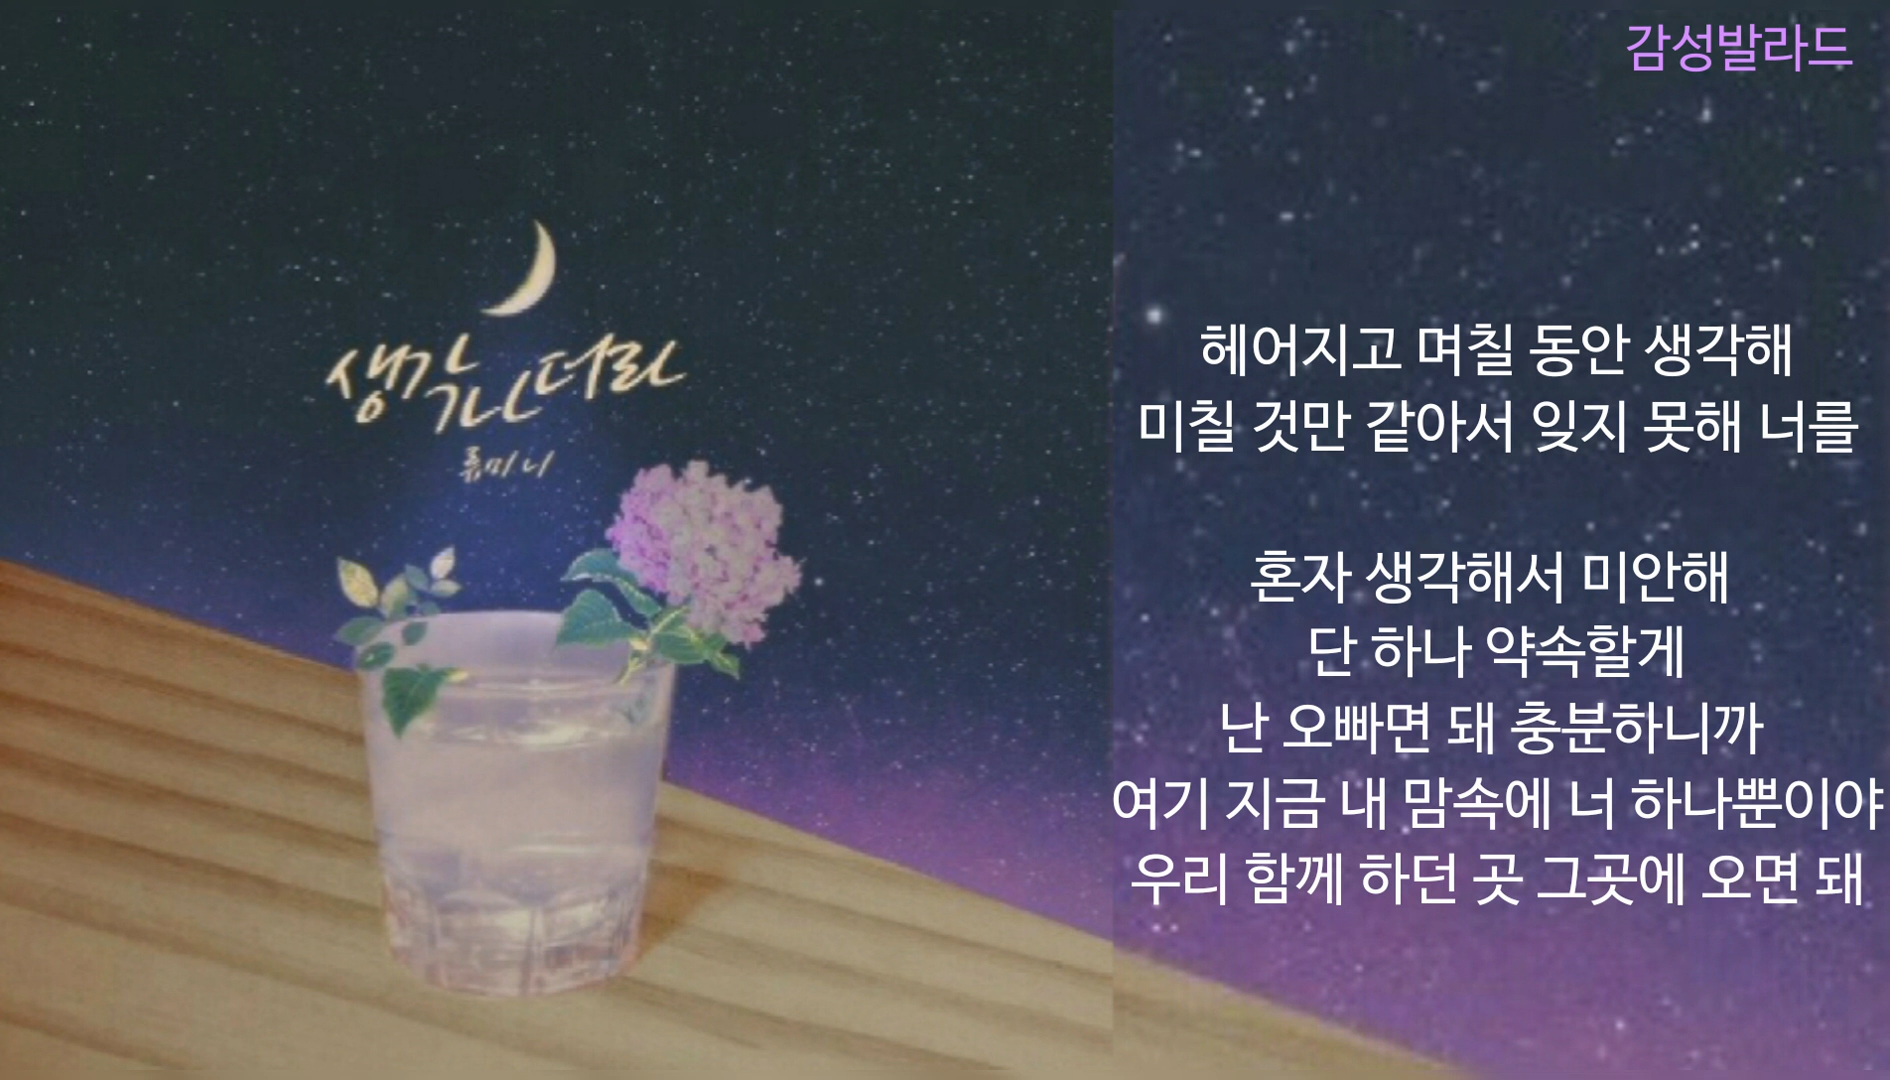 감성발라드
생각난더라
류미니
헤어지고 며칠 동안 생각해
미칠 것만 같아서 잊지 못해 너를
혼자 생각해서 미안해
단 하나 약속할게
난 오빠면 돼 충분하니까
여기 지금 내 맘속에 너 하나뿐이야
우리 함께 하던 곳 그곳에 오면 돼